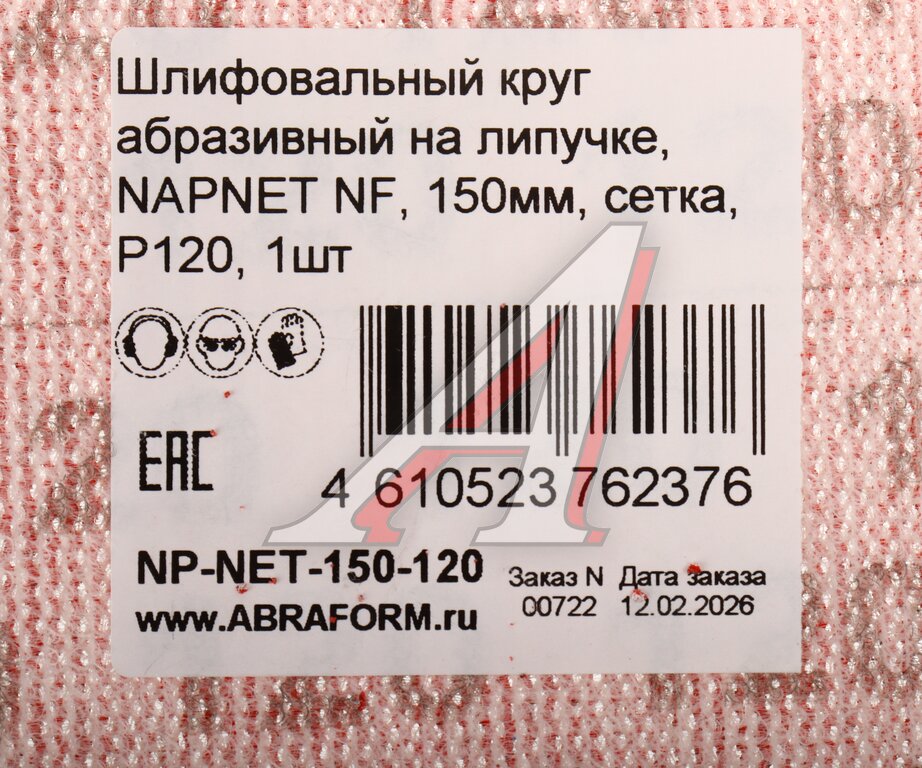 Шлифовальный круг
абразивный на липучке,
NAPNET NF, 150мм, сетка,
P120, 1шт
EAC
4 610523 762376
NP-NET-150-120
www.ABRAFORM.ru
Заказ N Дата заказа
00722 12.02.2026